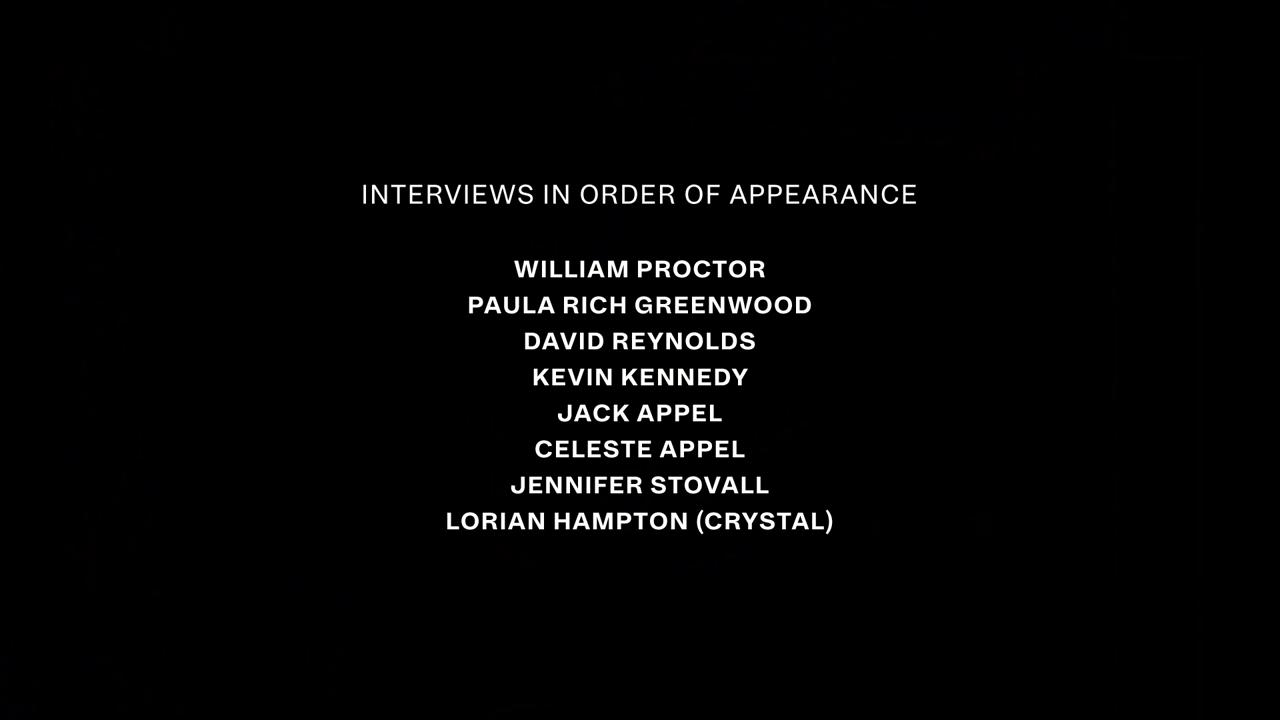 INTERVIEWS IN ORDER OF APPEARANCE
WILLIAM PROCTOR
PAULA RICH GREENWOOD
DAVID REYNOLDS
KEVIN KENNEDY
JACK APPEL
CELESTE APPEL
JENNIFER STOVALL
LORIAN HAMPTON (CRYSTAL)